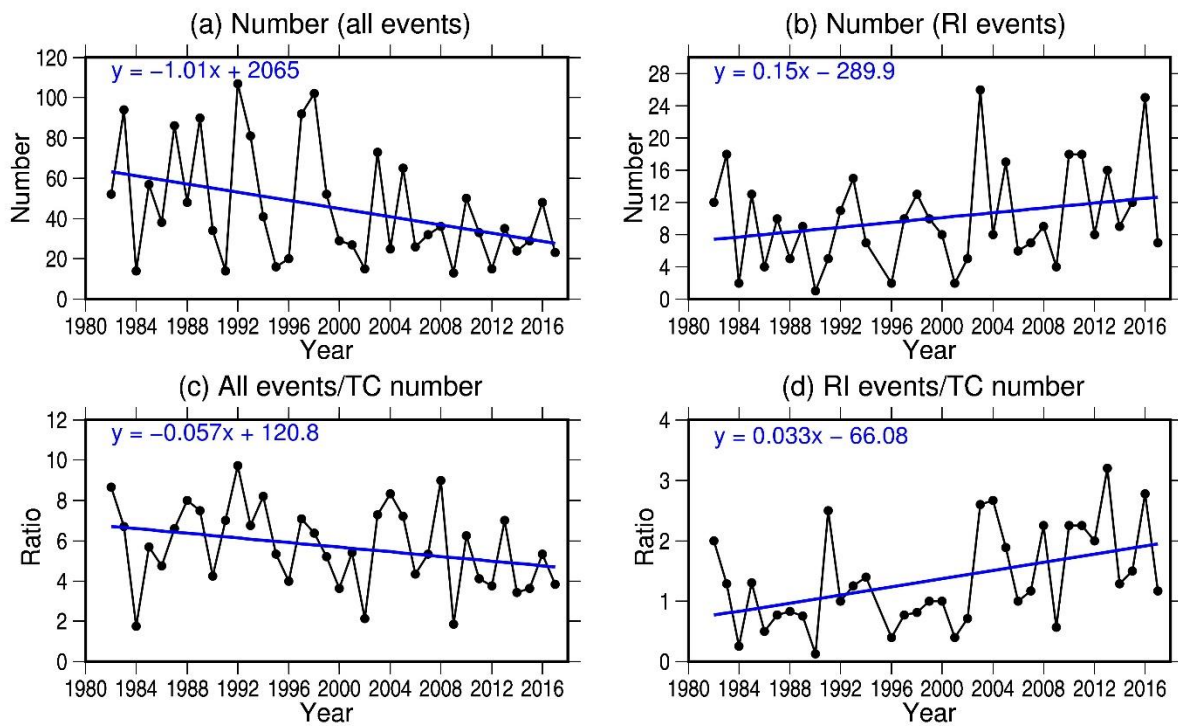 (a) Number (all events)
y = −1.01x + 2065
120
100
80
60
40
20
0
Number
1980 1984 1988 1992 1996 2000 2004 2008 2012 2016
Year
(b) Number (RI events)
y = 0.15x − 289.9
28
24
20
16
12
8
4
0
Number
1980 1984 1988 1992 1996 2000 2004 2008 2012 2016
Year
(c) All events/TC number
y = −0.057x + 120.8
12
10
8
6
4
2
0
Ratio
1980 1984 1988 1992 1996 2000 2004 2008 2012 2016
Year
(d) RI events/TC number
y = 0.033x − 66.08
4
3
2
1
0
Ratio
1980 1984 1988 1992 1996 2000 2004 2008 2012 2016
Year